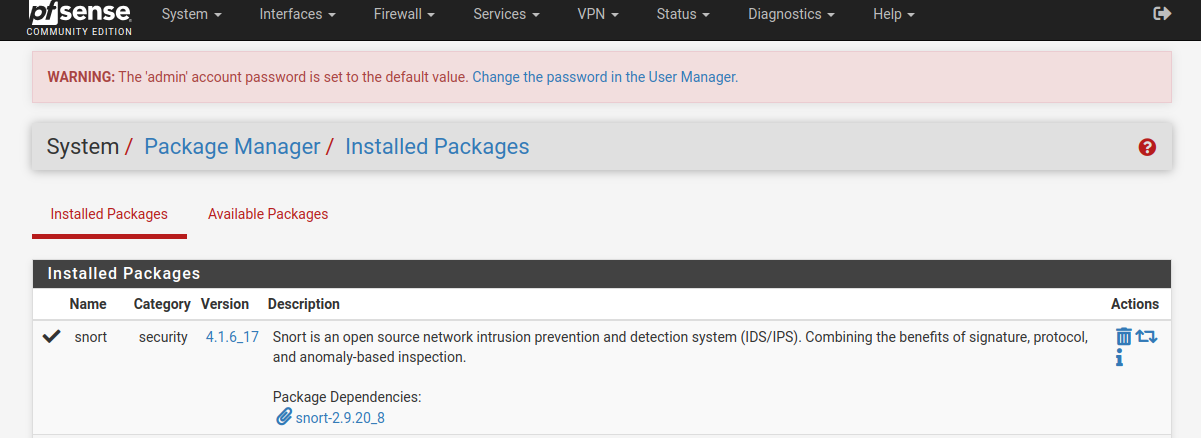 pfsense
COMMUNITY EDITION
System Interfaces Firewall Services VPN Status Diagnostics Help
WARNING: The 'admin' account password is set to the default value. Change the password in the User Manager.
System / Package Manager / Installed Packages
Installed Packages Available Packages
Installed Packages
Name Category Version Description Actions
snort security 4.1.6_17 Snort is an open source network intrusion prevention and detection system (IDS/IPS). Combining the benefits of signature, protocol,
and anomaly-based inspection.
Package Dependencies:
snort-2.9.20_8